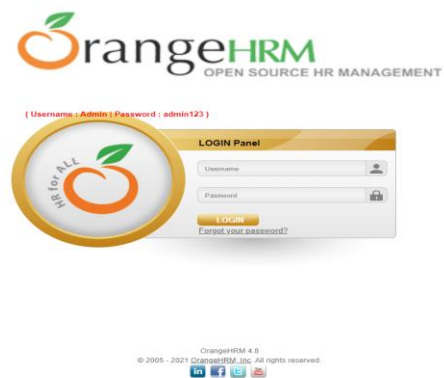 OrangeHRM
OPEN SOURCE HR MANAGEMENT
( Username : Admin | Password : admin123 )
HR for ALL
LOGIN Panel
Username
Password
LOGIN
Forgot your password?
OrangeHRM 4.8
© 2005 - 2021 OrangeHRM, Inc. All rights reserved.
in f